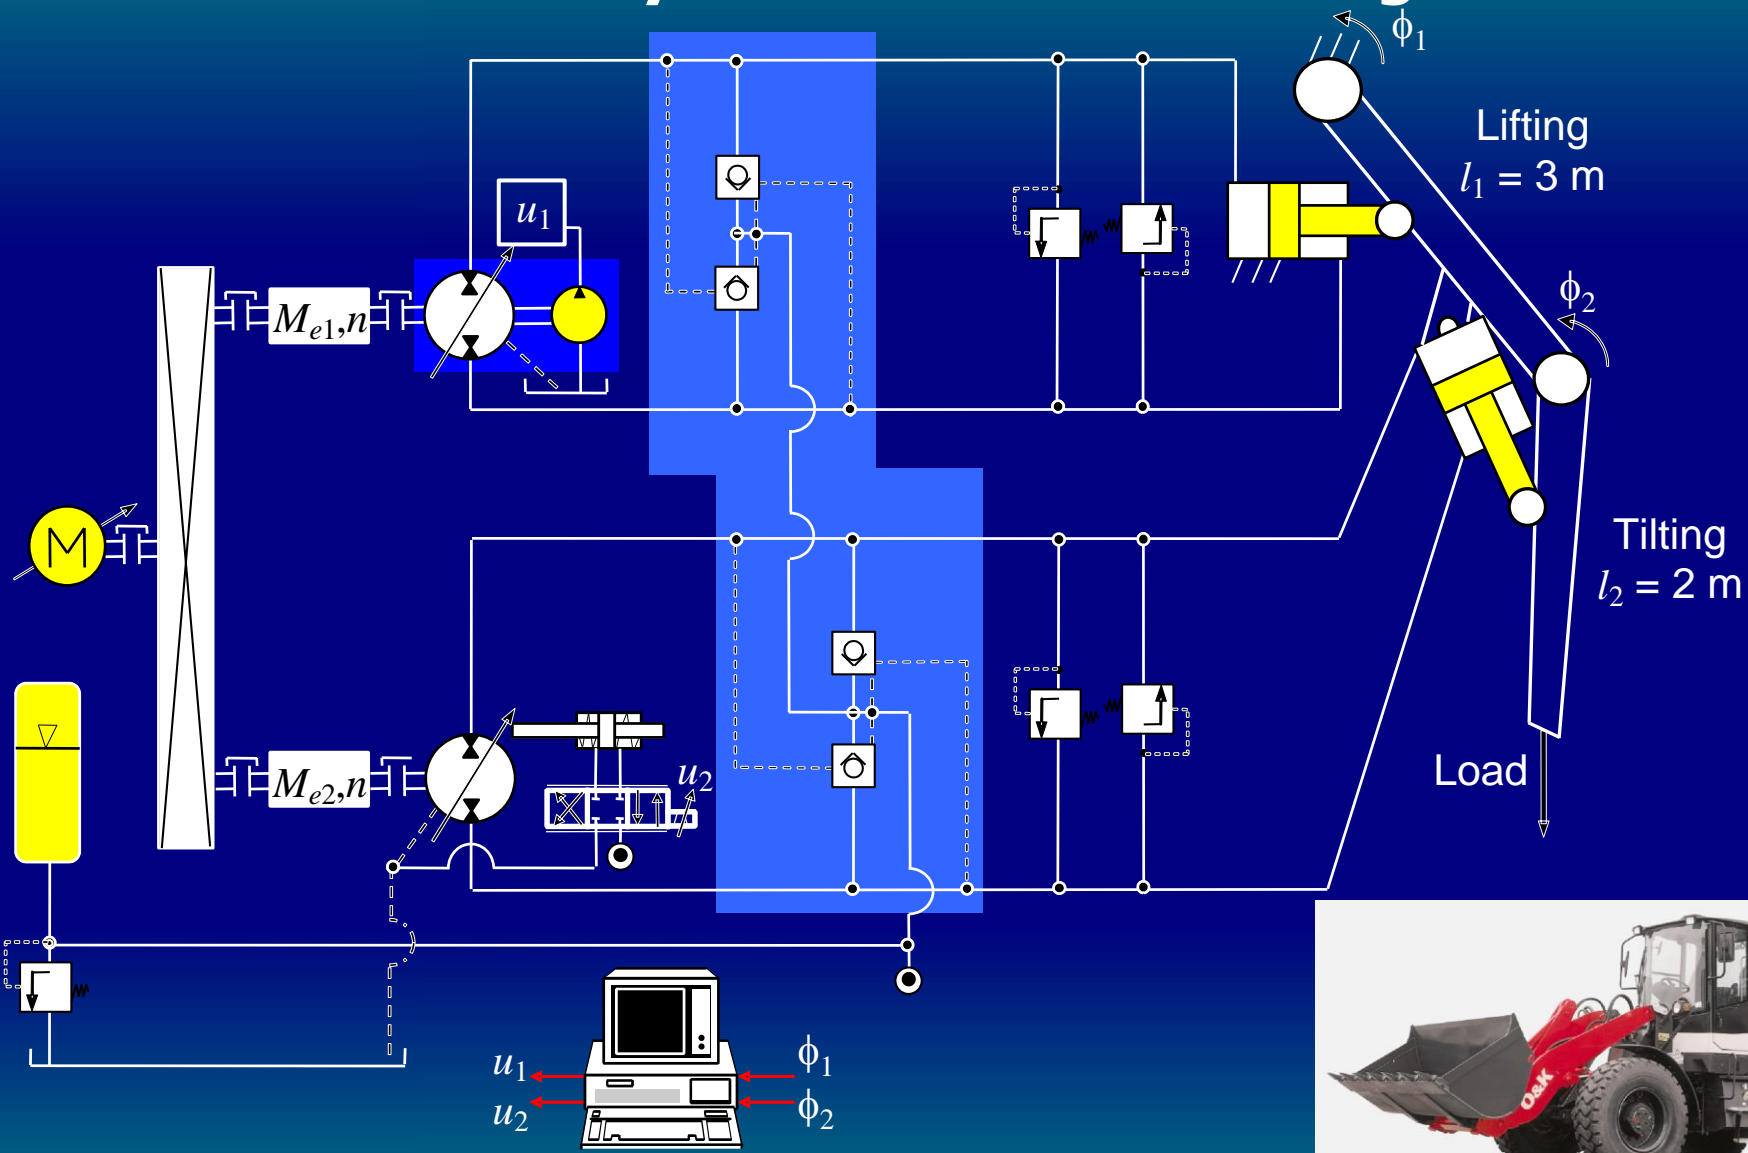 ϕ1
Lifting
l1 = 3 m
u1
Me1,n
ϕ2
M
Tilting
l2 = 2 m
u2
Me2,n
Load
u1
ϕ1
u2
ϕ2
O&K